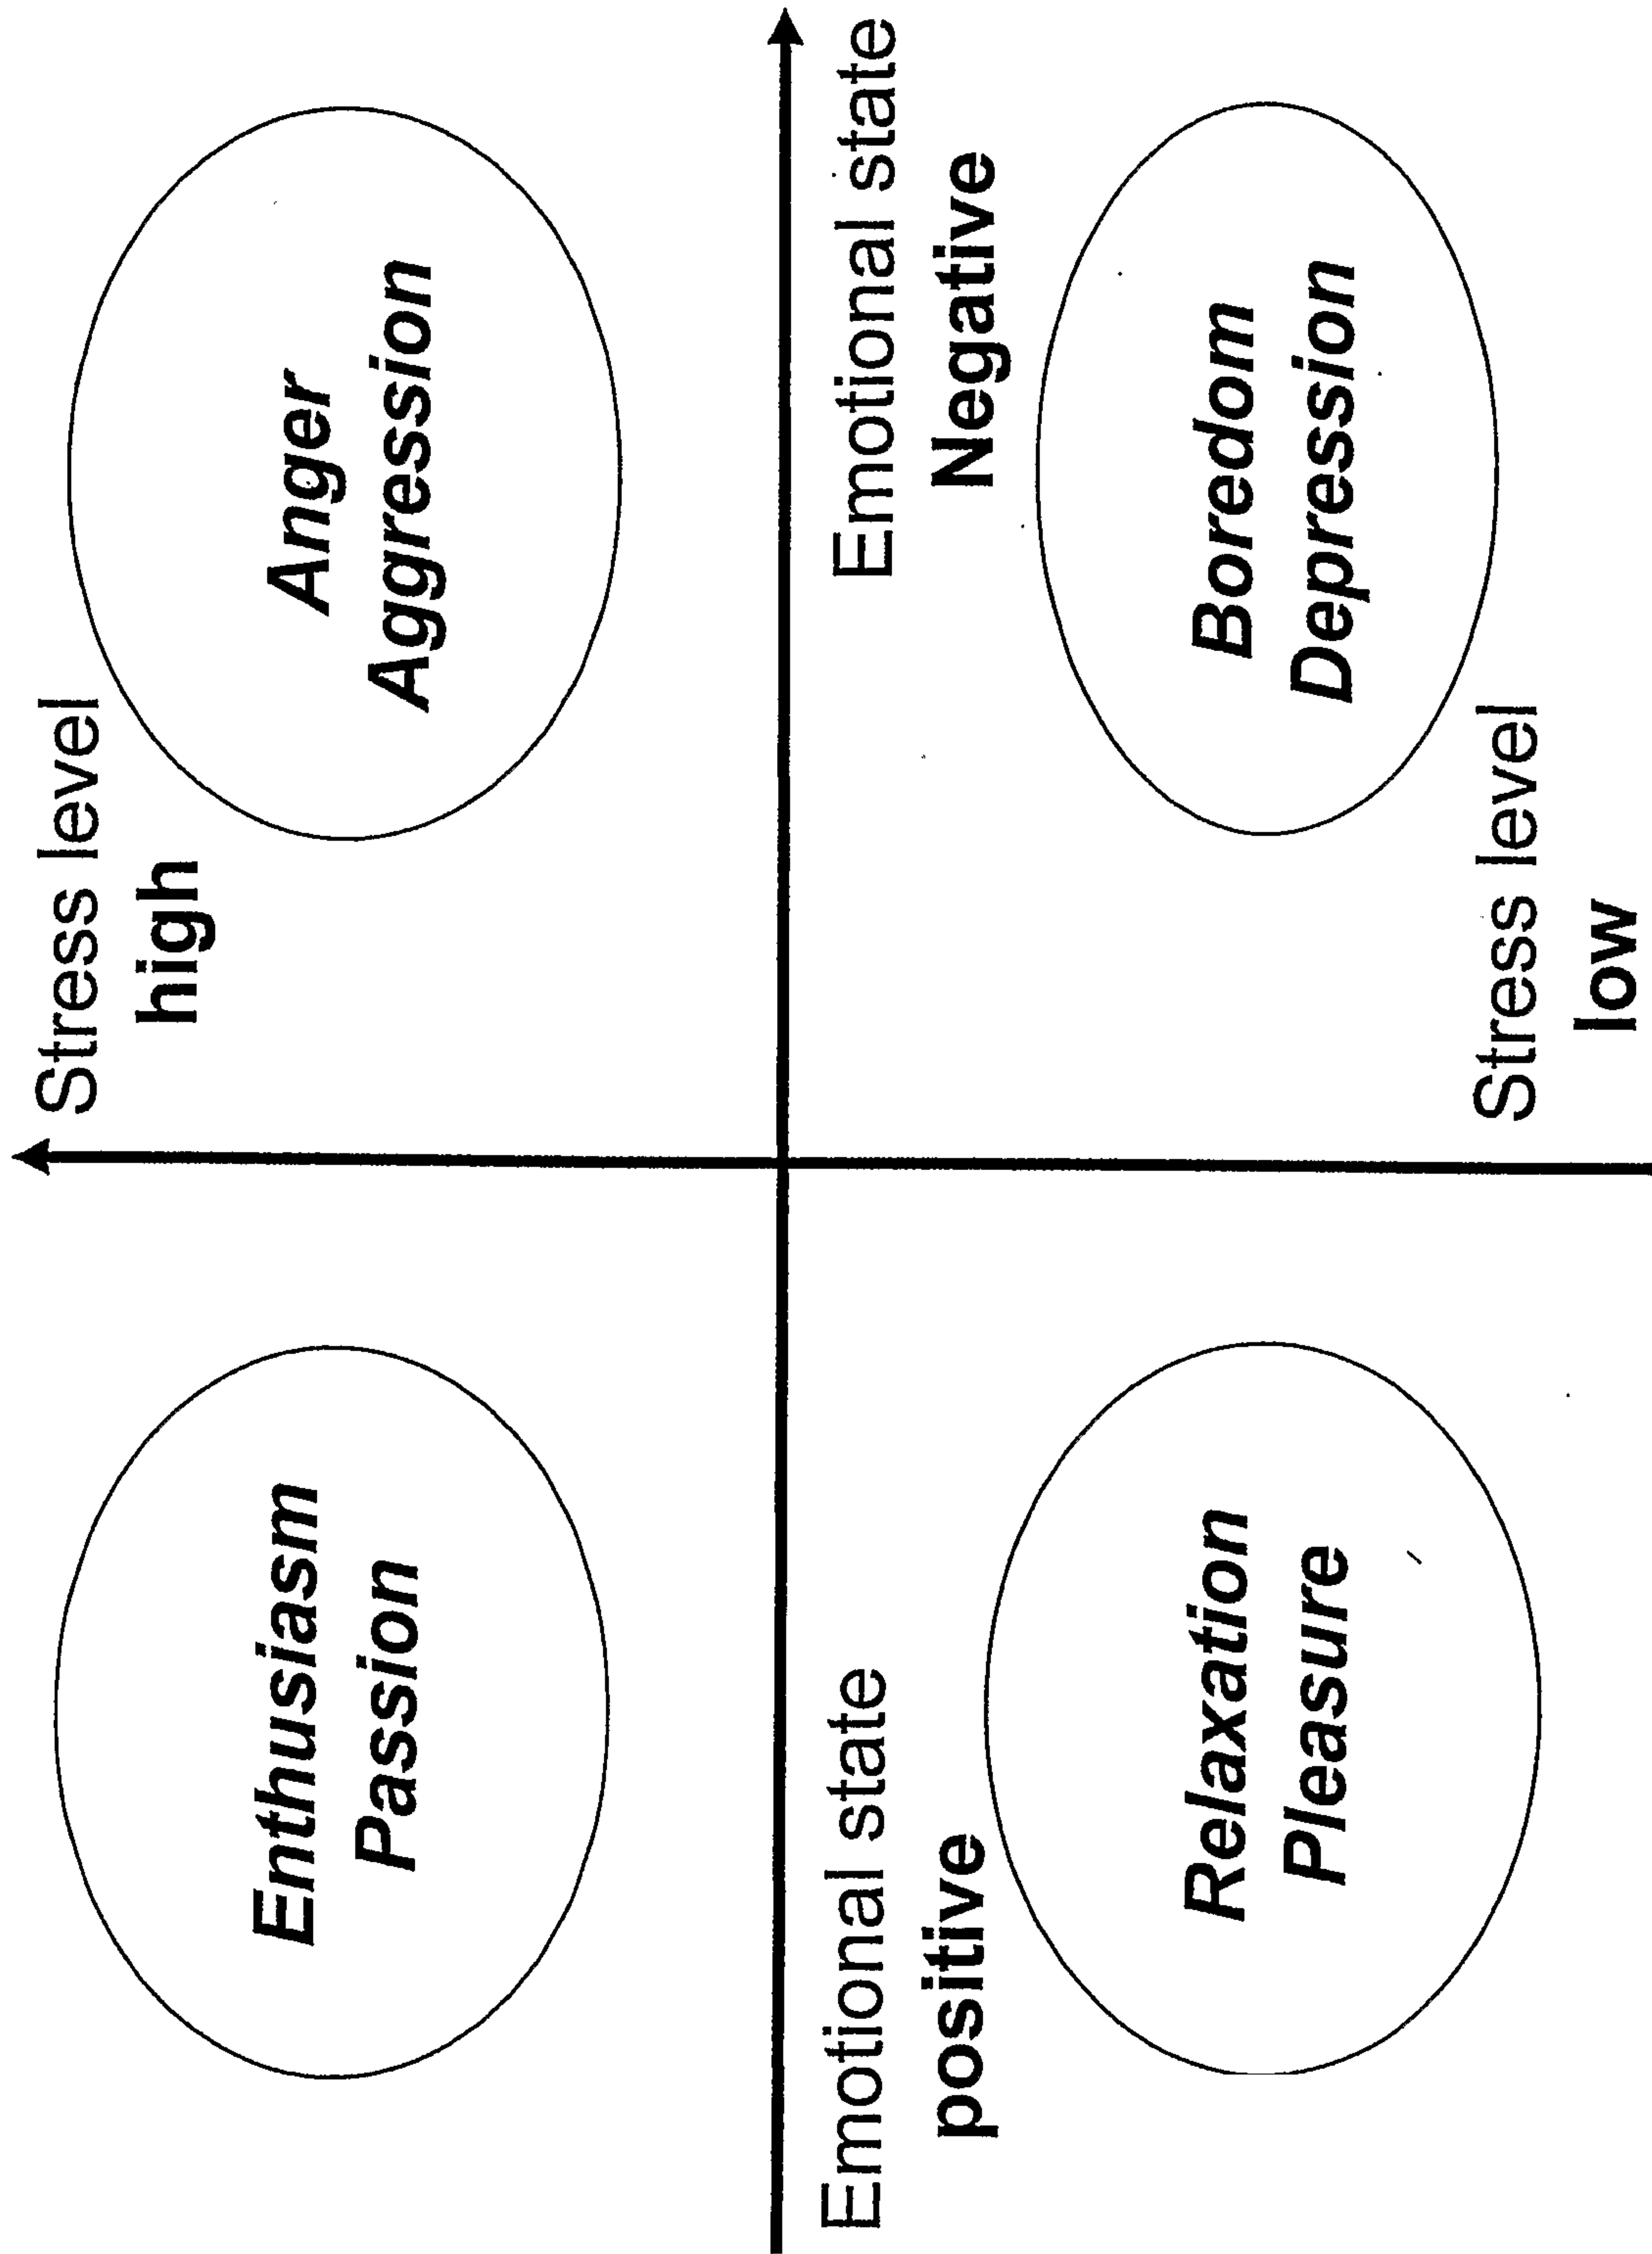 Stress level
high
Enthusiasm
Passion
Anger
Aggression
Emotional state
positive
Emotional state
Negative
Relaxation
Pleasure
Boredom
Depression
Stress level
low